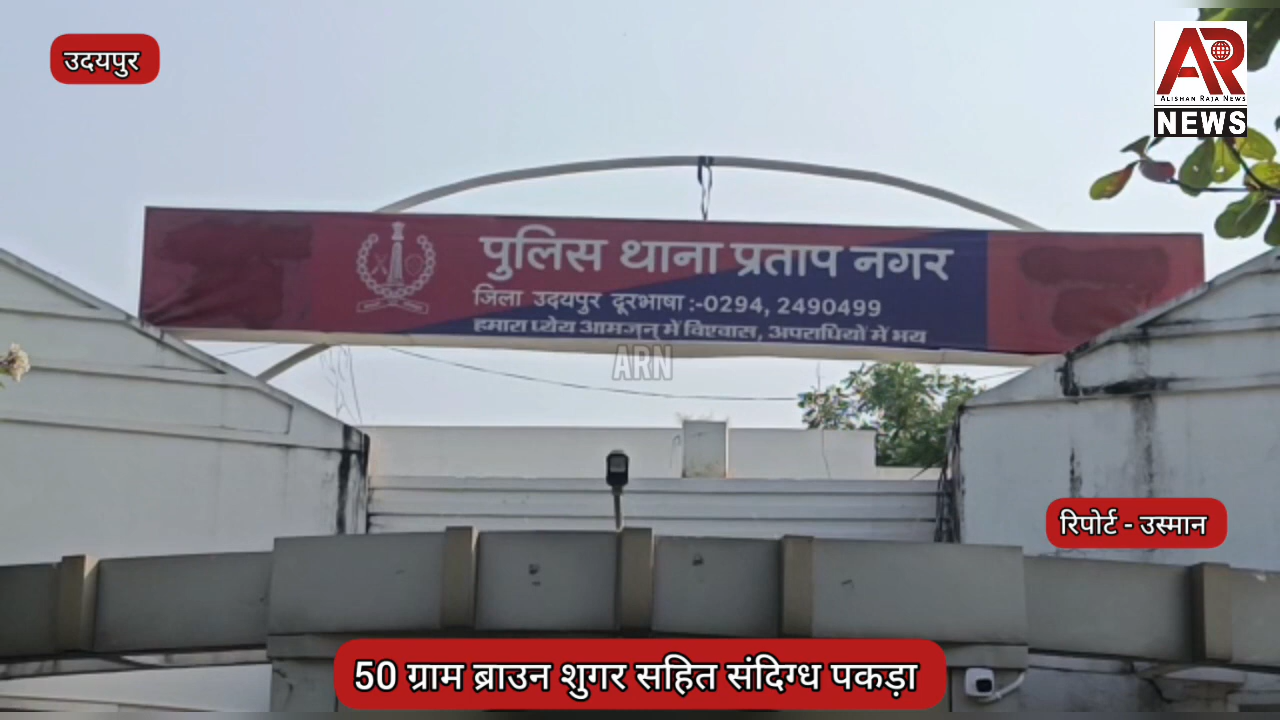 उदयपुर
AR
ALISHAN RAJA NEWS
NEWS
पुलिस थाना प्रताप नगर
जिला उदयपुर दूरभाषा :-0294, 2490499
हमारा ध्येय आमजन् में विश्वास, अपराधियों में भय
ARN
रिपोर्ट - उस्मान
50 ग्राम ब्राउन शुगर सहित संदिग्ध पकड़ा